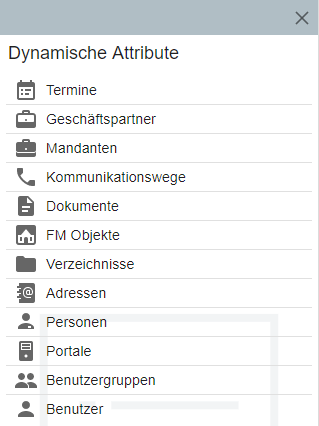 Dynamische Attribute
Termine
Geschäftspartner
Mandanten
Kommunikationswege
Dokumente
FM Objekte
Verzeichnisse
Adressen
Personen
Portale
Benutzergruppen
Benutzer